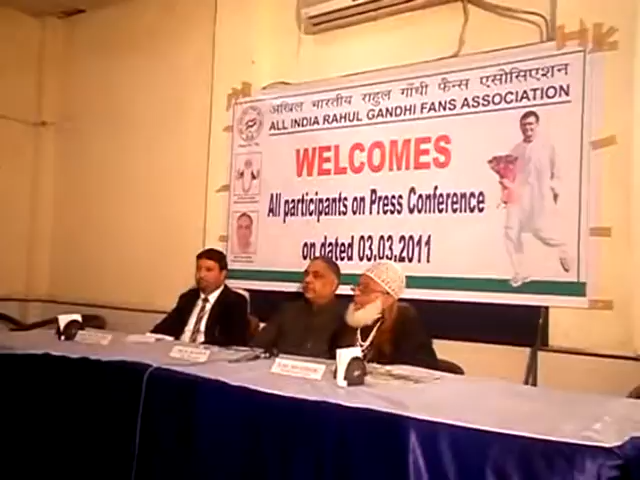 HK
अखिल भारतीय राहुल गाँधी फैन्स एसोसिएशन
ALL INDIA RAHUL GANDHI FANS ASSOCIATION
WELCOMES
All participants on Press Conference
on dated 03.03.2011